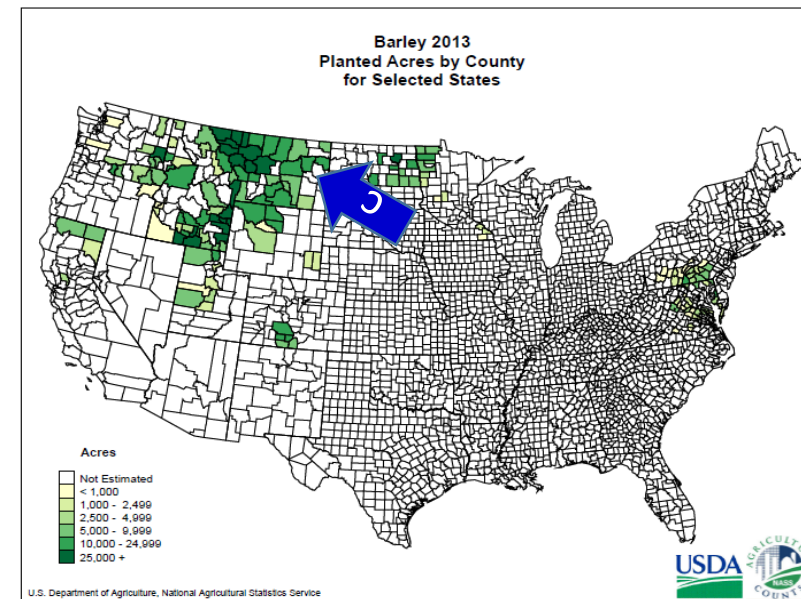 Barley 2013
Planted Acres by County
for Selected States
C
Acres
Not Estimated
< 1,000
1,000 - 2,499
2,500 - 4,999
5,000 - 9,999
10,000 - 24,999
25,000 +
USDA
AGRICULTURE
NASS
COUNTS
U.S. Department of Agriculture, National Agricultural Statistics Service